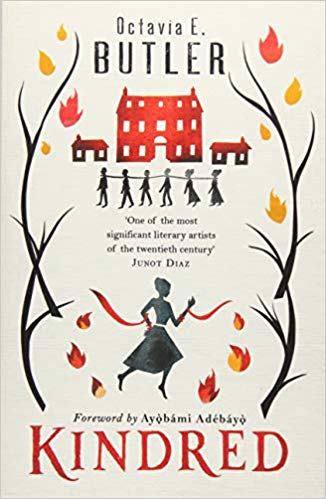 Octavia E.
BUTLER
'One of the most
significant literary artists
of the twentieth century'
JUNOT DIAZ
Foreword by Ayọ̀bámi Adébáyọ̀
KINDRED